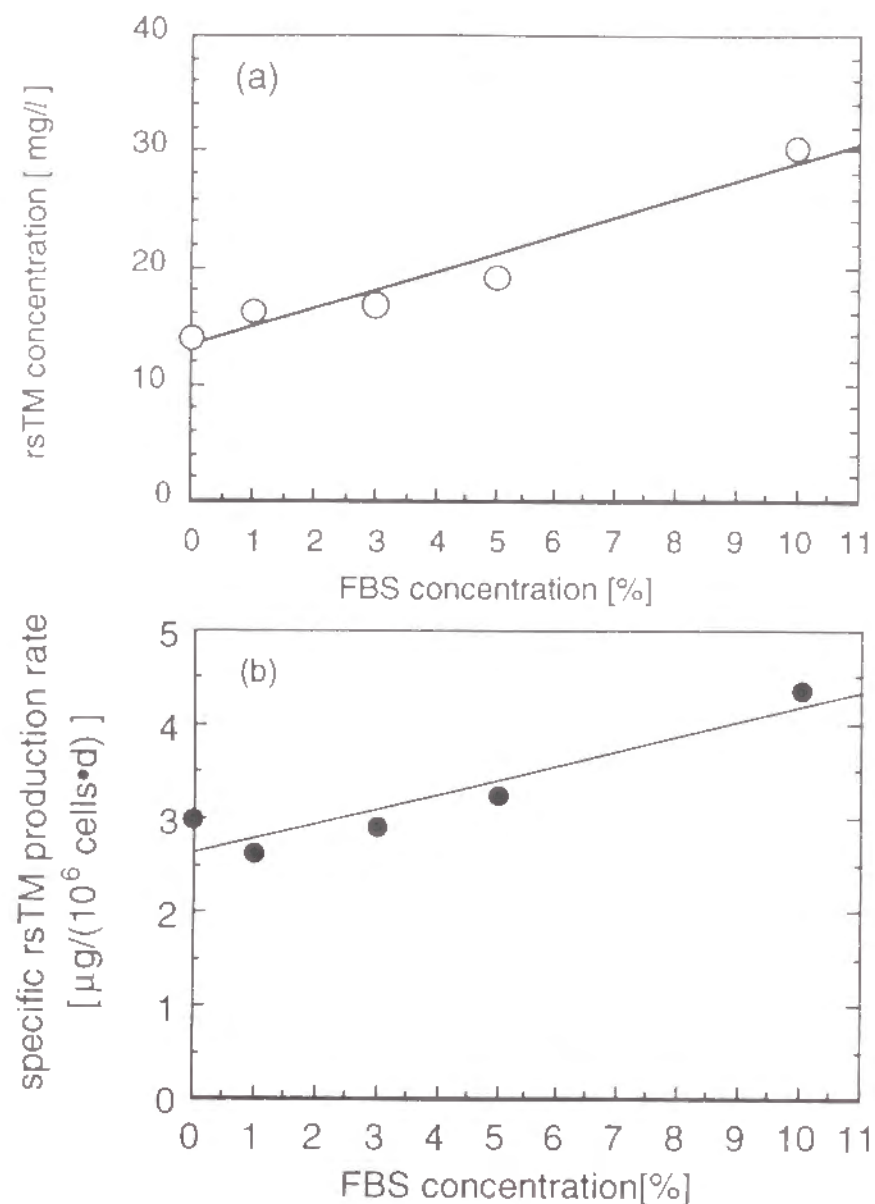 40
30
20
10
0
(a)
rsTM concentration [ mg/l ]
0 1 2 3 4 5 6 7 8 9 10 11
FBS concentration [%]
5
4
3
2
1
0
(b)
specific rsTM production rate
[ µg/(10⁶ cells•d) ]
0 1 2 3 4 5 6 7 8 9 10 11
FBS concentration[%]